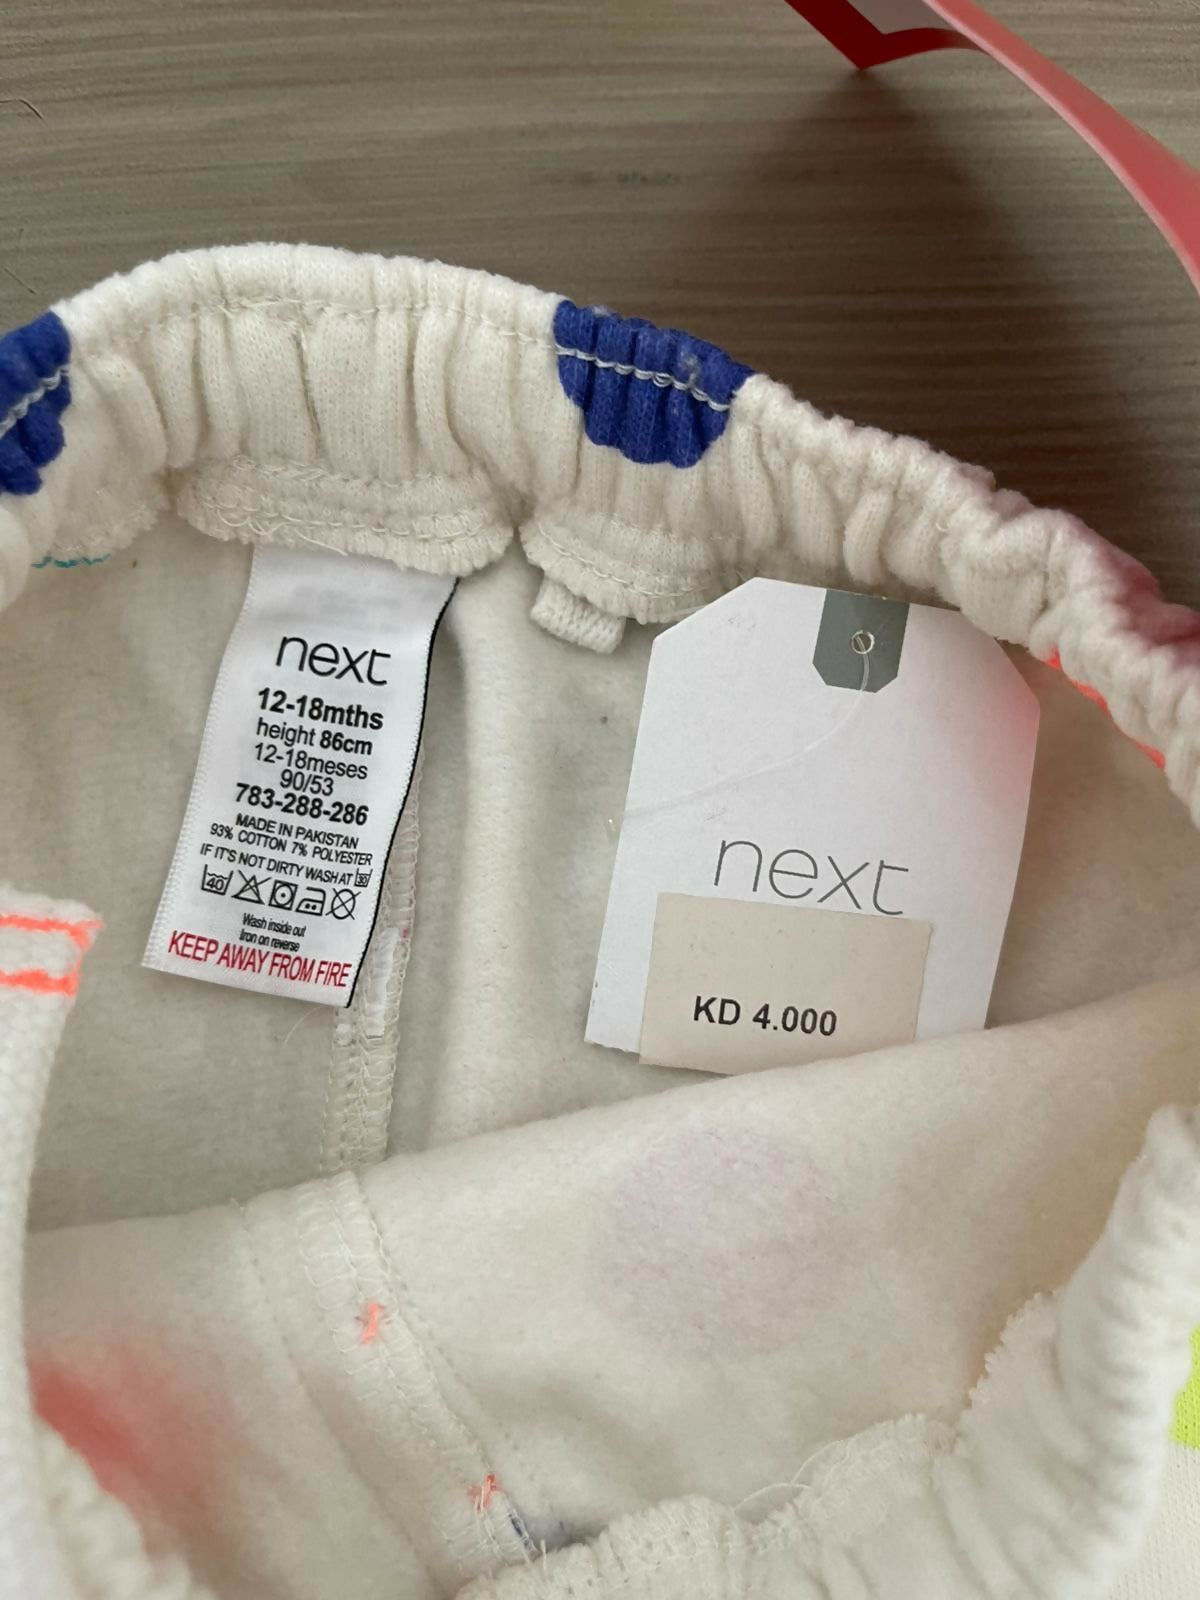 next
12-18mths
height 86cm
12-18meses
90/53
783-288-286
MADE IN PAKISTAN
93% COTTON 7% POLYESTER
IF IT'S NOT DIRTY WASH AT 30
40
Wash inside out
Iron on reverse
KEEP AWAY FROM FIRE
next
KD 4.000